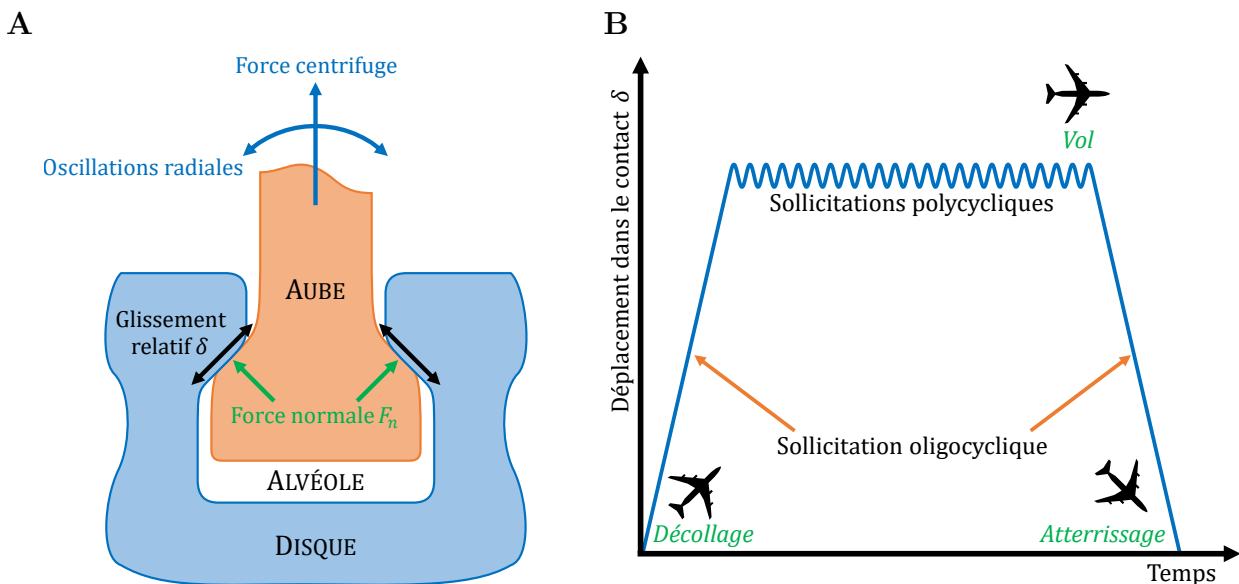 A
Force centrifuge
Oscillations radiales
AUBE
Glissement
relatif δ
Force normale Fₙ
ALVÉOLE
DISQUE
B
Déplacement dans le contact δ
Vol
Sollicitations polycycliques
Sollicitation oligocyclique
Décollage
Atterrissage
Temps